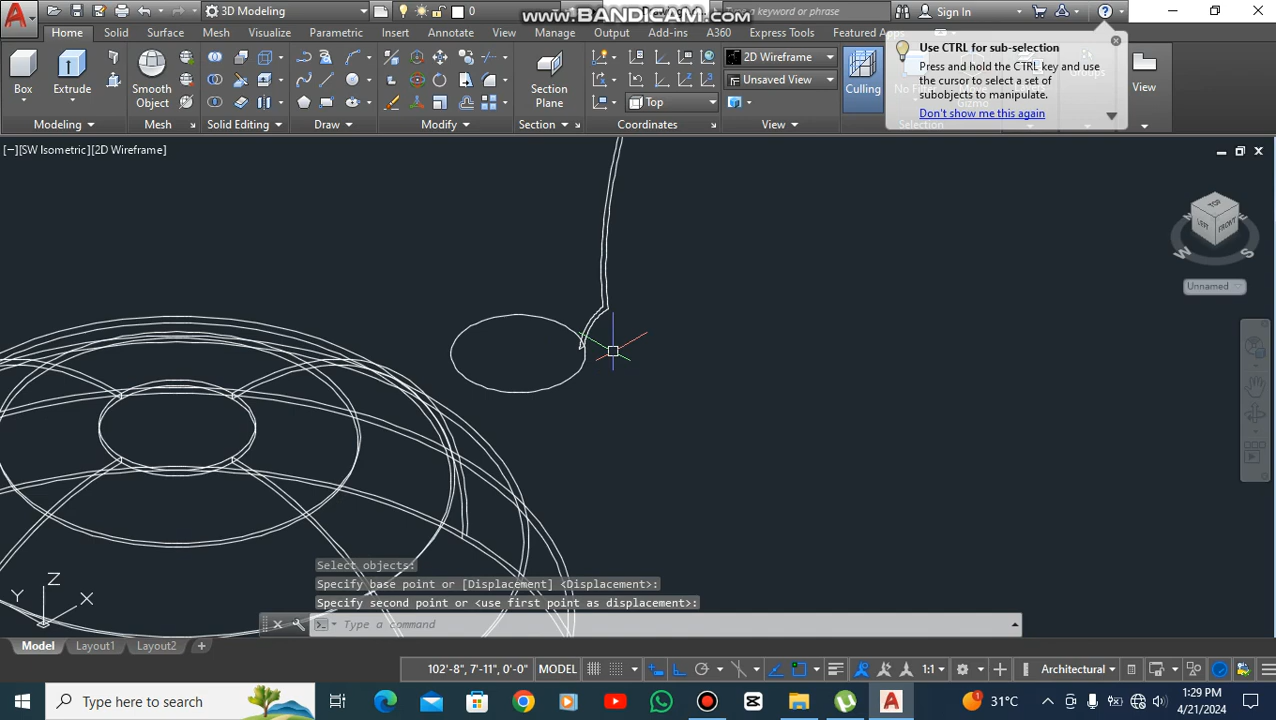 3D Modeling
0
www.BANDICAM.com
keyword or phrase
Sign In
Home Solid Surface Mesh Visualize Parametric Insert Annotate View Manage Output Add-ins A360 Express Tools Featured Apps
Use CTRL for sub-selection
Press and hold the CTRL key and use
the cursor to select a set of
subobjects to manipulate.
Don't show me this again
Box
Extrude
Smooth
Object
Section
Plane
2D Wireframe
Unsaved View
Top
Culling
View
Modeling
Mesh
Solid Editing
Draw
Modify
Section
Coordinates
View
Selection
[−][SW Isometric][2D Wireframe]
TOP
LEFT
FRONT
W
S
Unnamed
Select objects:
Specify base point or [Displacement] <Displacement>:
Specify second point or <use first point as displacement>:
Type a command
Z
Y
X
Model Layout1 Layout2 +
102'-8", 7'-11", 0'-0" MODEL 1:1 Architectural
Type here to search
1
31°C
1:29 PM
4/21/2024